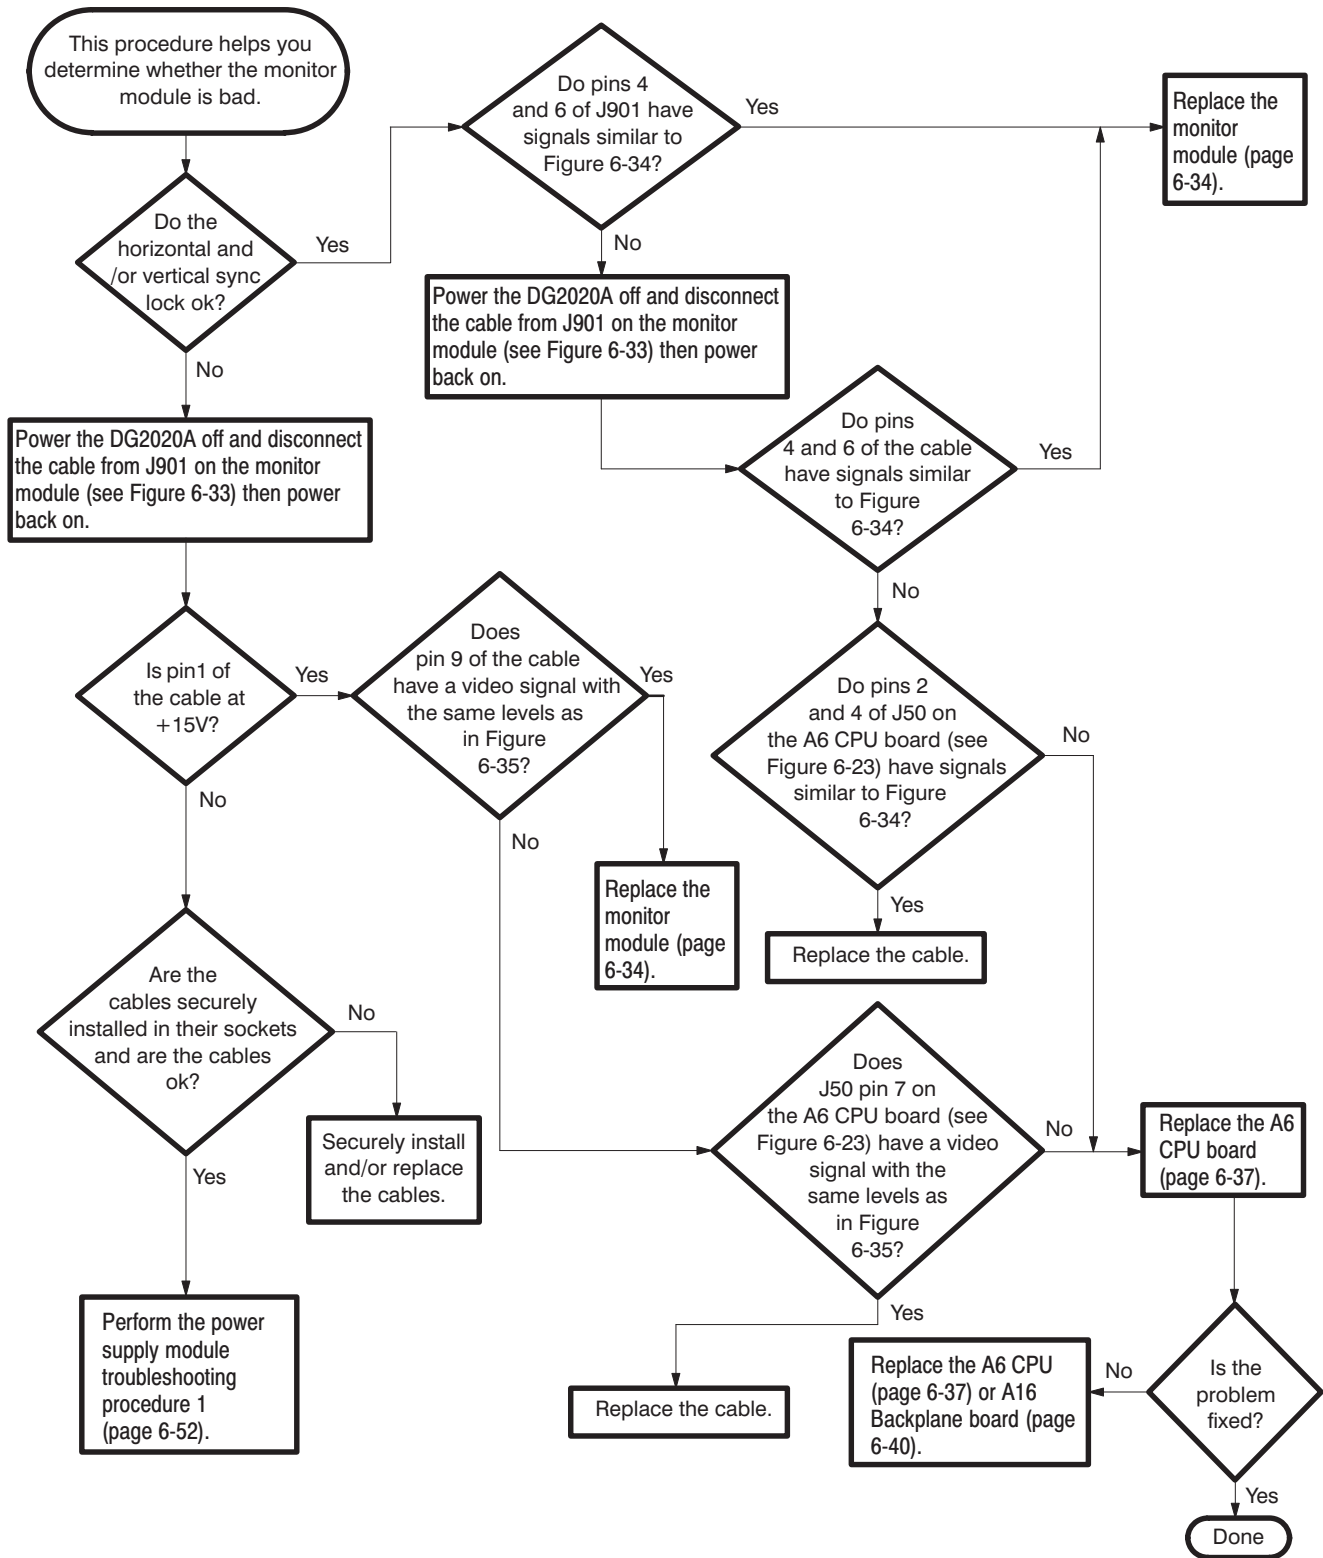 This procedure helps you
determine whether the monitor
module is bad.
Do the
horizontal and
/or vertical sync
lock ok?
Yes
No
Do pins 4
and 6 of J901 have
signals similar to
Figure 6-34?
Yes
No
Replace the
monitor
module (page
6-34).
Power the DG2020A off and disconnect
the cable from J901 on the monitor
module (see Figure 6-33) then power
back on.
Do pins
4 and 6 of the cable
have signals similar
to Figure
6-34?
Yes
No
Power the DG2020A off and disconnect
the cable from J901 on the monitor
module (see Figure 6-33) then power
back on.
Is pin1 of
the cable at
+15V?
Yes
No
Does
pin 9 of the cable
have a video signal with
the same levels as
in Figure
6-35?
Yes
No
Replace the
monitor
module (page
6-34).
Do pins 2
and 4 of J50 on
the A6 CPU board (see
Figure 6-23) have signals
similar to Figure
6-34?
No
Yes
Replace the cable.
Are the
cables securely
installed in their sockets
and are the cables
ok?
No
Yes
Securely install
and/or replace
the cables.
Perform the power
supply module
troubleshooting
procedure 1
(page 6-52).
Does
J50 pin 7 on
the A6 CPU board (see
Figure 6-23) have a video
signal with the
same levels as
in Figure
6-35?
No
Yes
Replace the cable.
Replace the A6
CPU board
(page 6-37).
Is the
problem
fixed?
No
Yes
Replace the A6 CPU
(page 6-37) or A16
Backplane board (page
6-40).
Done